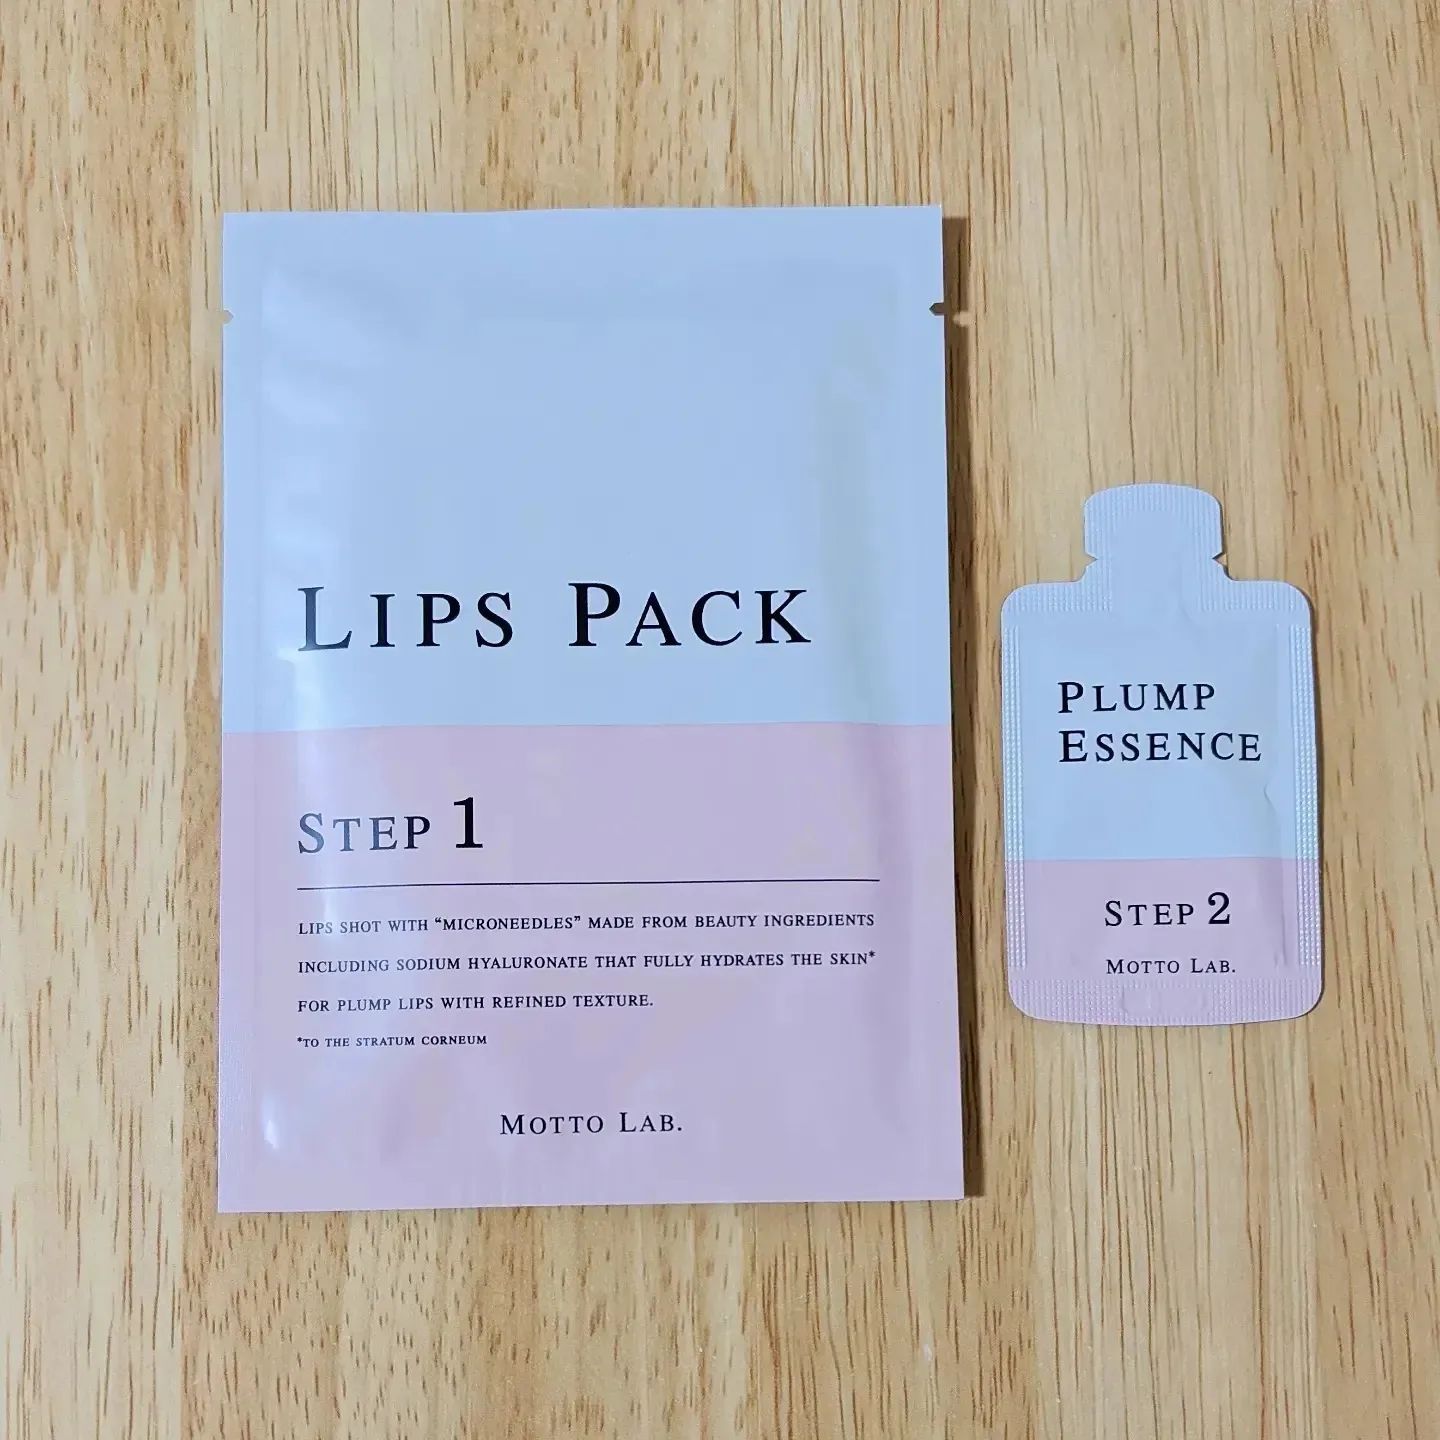 LIPS PACK
STEP 1
LIPS SHOT WITH “MICRONEEDLES” MADE FROM BEAUTY INGREDIENTS
INCLUDING SODIUM HYALURONATE THAT FULLY HYDRATES THE SKIN*
FOR PLUMP LIPS WITH REFINED TEXTURE.
*TO THE STRATUM CORNEUM
MOTTO LAB.
PLUMP
ESSENCE
STEP 2
MOTTO LAB.